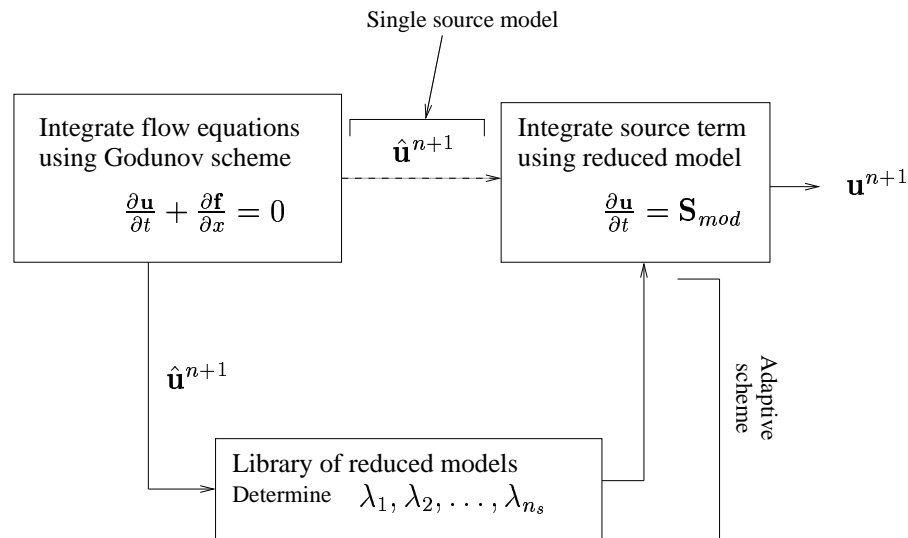 Single source model
Integrate flow equations
using Godunov scheme
∂u/∂t + ∂f/∂x = 0
û^{n+1}
Integrate source term
using reduced model
∂u/∂t = S_{mod}
u^{n+1}
û^{n+1}
Adaptive
scheme
Library of reduced models
Determine λ_1, λ_2, . . . , λ_{n_s}